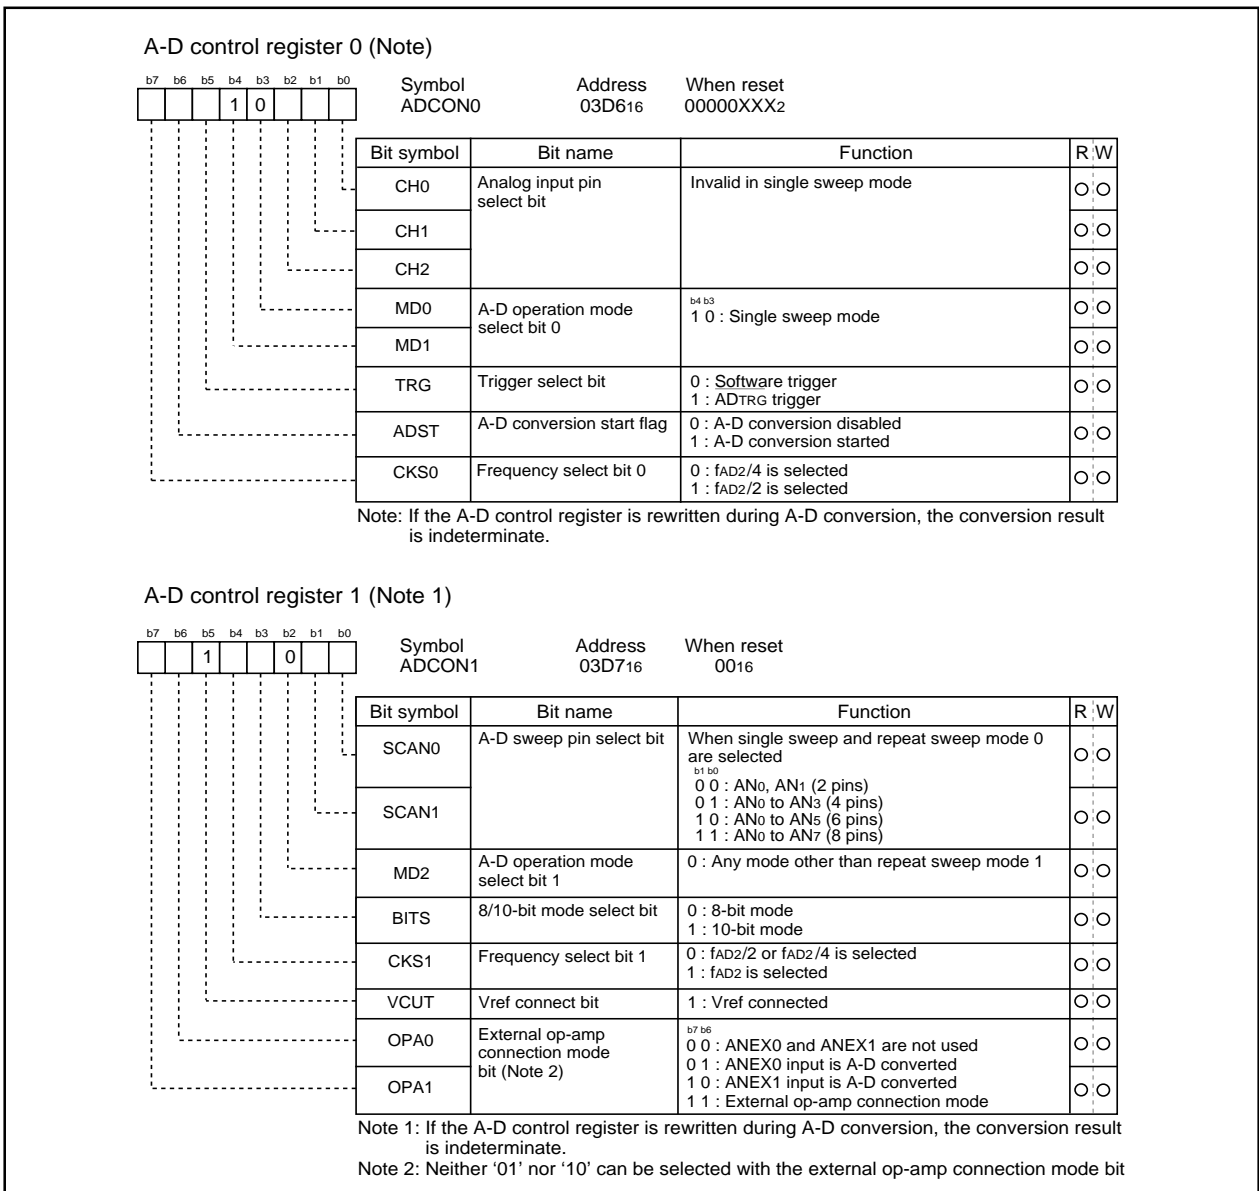 A-D control register 0 (Note)
b7 b6 b5 b4 b3 b2 b1 b0
1 0
Symbol Address When reset
ADCON0 03D616 00000XXX2
Bit symbol Bit name Function R W
CH0 Analog input pin select bit Invalid in single sweep mode
CH1
CH2
MD0 A-D operation mode select bit 0 b4 b3
1 0 : Single sweep mode
MD1
TRG Trigger select bit 0 : Software trigger
1 : ADTRG trigger
ADST A-D conversion start flag 0 : A-D conversion disabled
1 : A-D conversion started
CKS0 Frequency select bit 0 0 : fAD2/4 is selected
1 : fAD2/2 is selected
Note: If the A-D control register is rewritten during A-D conversion, the conversion result
is indeterminate.
A-D control register 1 (Note 1)
b7 b6 b5 b4 b3 b2 b1 b0
1 0
Symbol Address When reset
ADCON1 03D716 0016
Bit symbol Bit name Function R W
SCAN0 A-D sweep pin select bit When single sweep and repeat sweep mode 0
are selected
b1 b0
0 0 : AN0, AN1 (2 pins)
0 1 : AN0 to AN3 (4 pins)
SCAN1 1 0 : AN0 to AN5 (6 pins)
1 1 : AN0 to AN7 (8 pins)
MD2 A-D operation mode select bit 1 0 : Any mode other than repeat sweep mode 1
BITS 8/10-bit mode select bit 0 : 8-bit mode
1 : 10-bit mode
CKS1 Frequency select bit 1 0 : fAD2/2 or fAD2/4 is selected
1 : fAD2 is selected
VCUT Vref connect bit 1 : Vref connected
OPA0 External op-amp connection mode bit (Note 2) b7 b6
0 0 : ANEX0 and ANEX1 are not used
0 1 : ANEX0 input is A-D converted
OPA1 1 0 : ANEX1 input is A-D converted
1 1 : External op-amp connection mode
Note 1: If the A-D control register is rewritten during A-D conversion, the conversion result
is indeterminate.
Note 2: Neither ‘01’ nor ‘10’ can be selected with the external op-amp connection mode bit